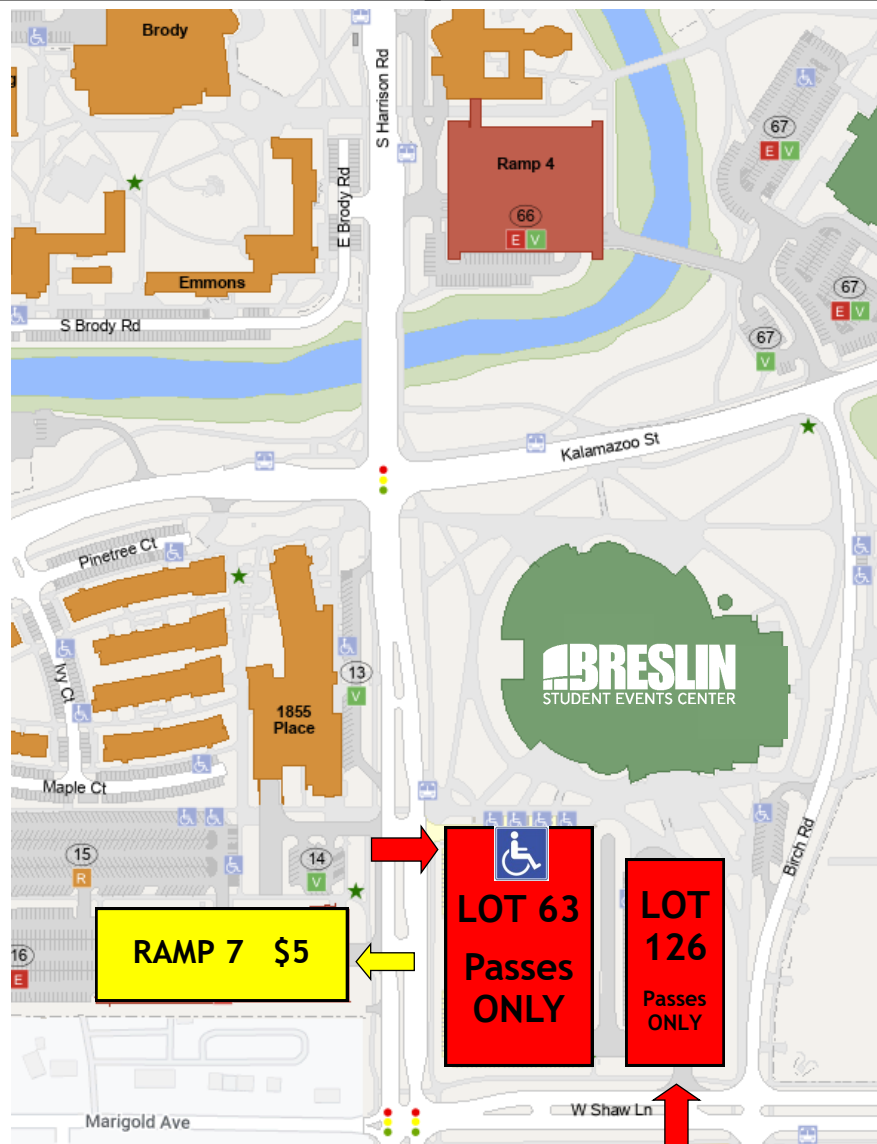 Brody
S Harrison Rd
67
E V
Ramp 4
66
E V
E Brody Rd
Emmons
67
E V
S Brody Rd
67
V
Kalamazoo St
Pinetree Ct
BRESLIN
STUDENT EVENTS CENTER
Ivy Ct
13
V
1855
Place
Maple Ct
15
R
14
V
Birch Rd
LOT 63
Passes
ONLY
LOT
126
Passes
ONLY
RAMP 7 $5
16
E
W Shaw Ln
Marigold Ave